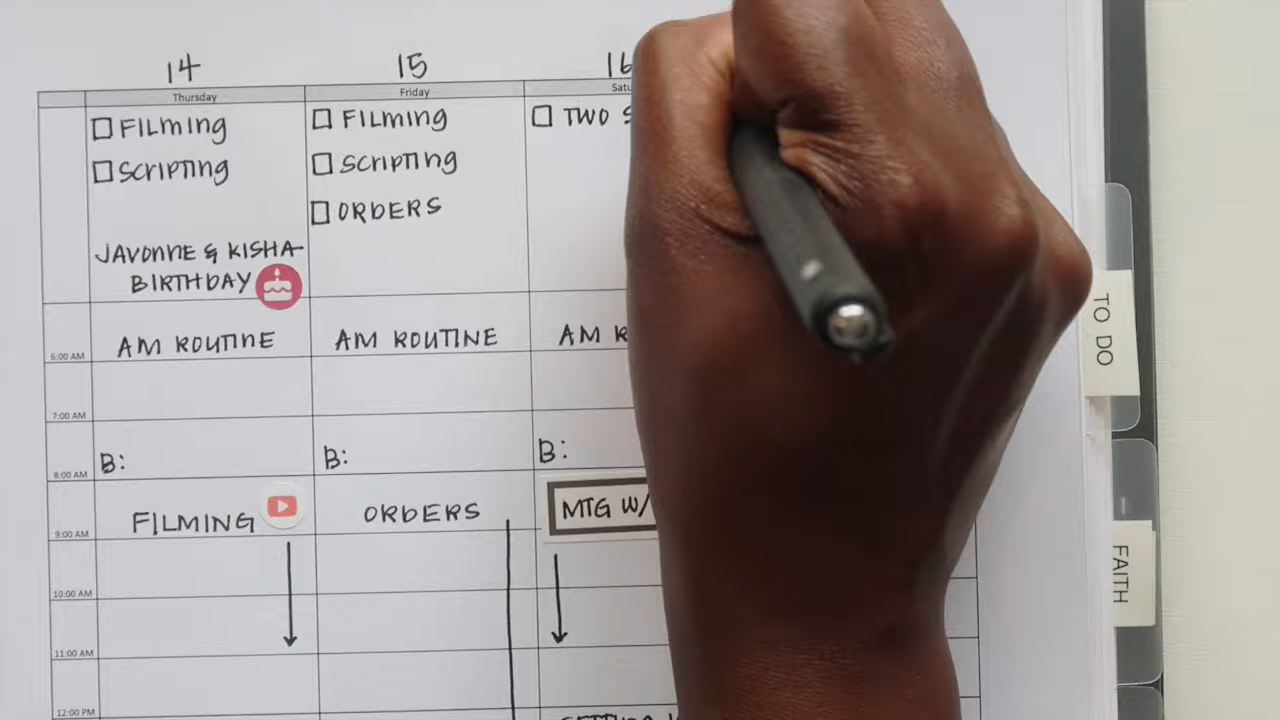 14 15 16
Thursday Friday
☐ FILMING ☐ FILMING ☐ TWO
☐ SCRIPTING ☐ SCRIPTING
☐ ORDERS
JAVONNE & KISHA
BIRTHDAY
AM ROUTINE AM ROUTINE AM
6:00 AM
7:00 AM
B: B: B:
8:00 AM
FILMING ORDERS MTG W/
9:00 AM
10:00 AM
11:00 AM
12:00 PM
TO DO
FAITH